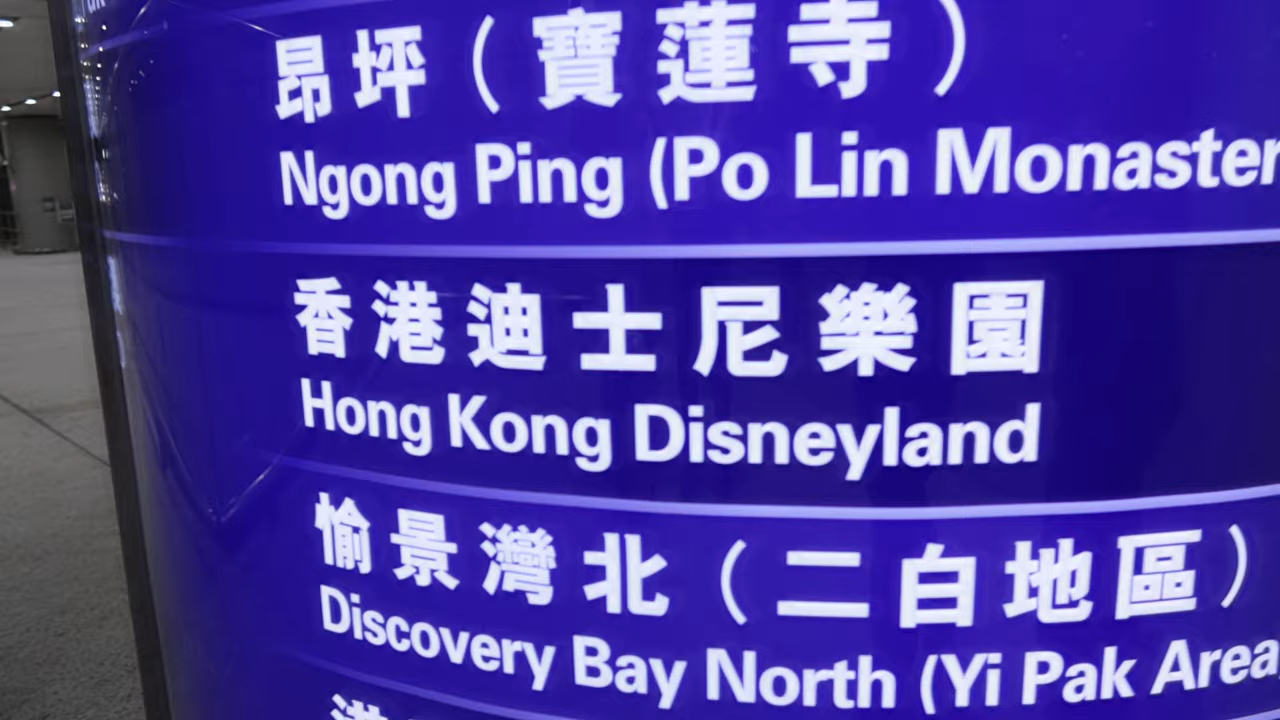 昂坪（寶蓮寺）
Ngong Ping (Po Lin Monaster
香港迪士尼樂園
Hong Kong Disneyland
愉景灣北（二白地區）
Discovery Bay North (Yi Pak Area
港